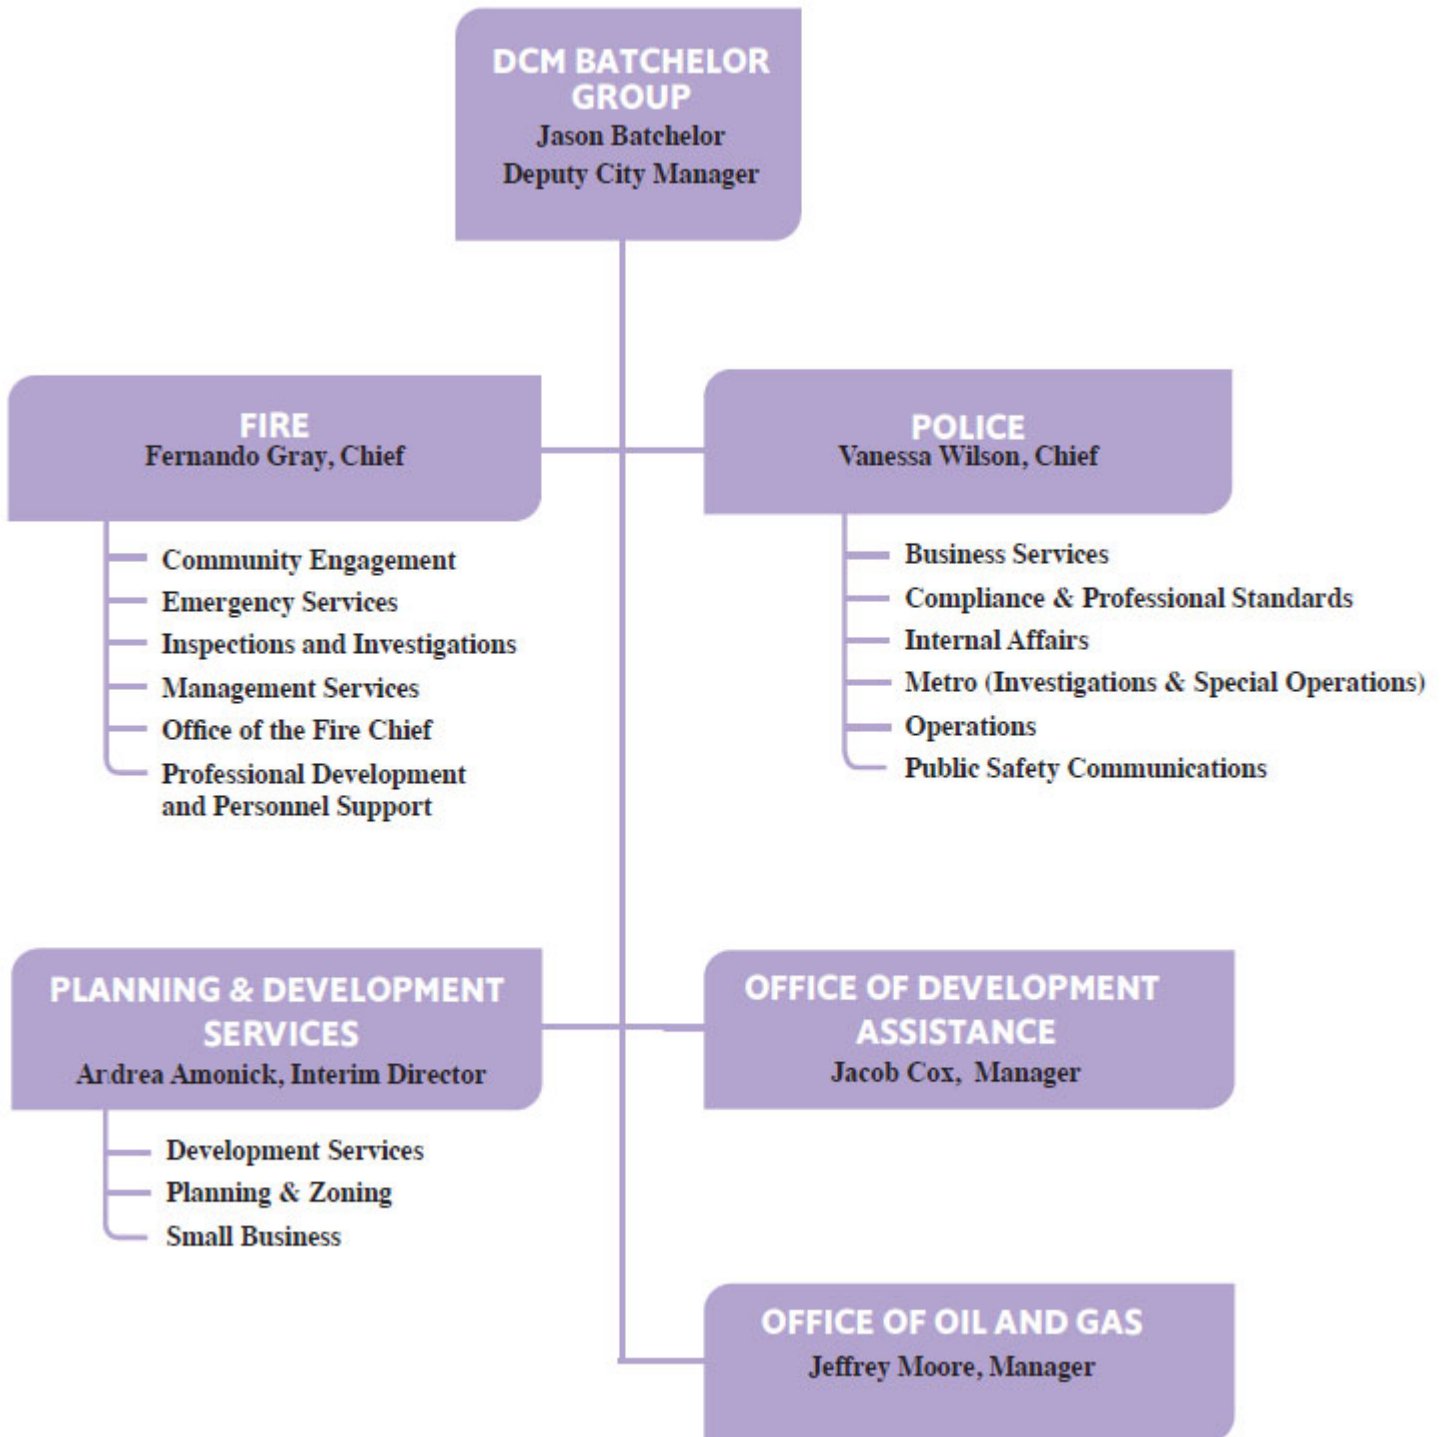 DCM BATCHELOR
GROUP
Jason Batchelor
Deputy City Manager
FIRE
Fernando Gray, Chief
Community Engagement
Emergency Services
Inspections and Investigations
Management Services
Office of the Fire Chief
Professional Development
and Personnel Support
POLICE
Vanessa Wilson, Chief
Business Services
Compliance & Professional Standards
Internal Affairs
Metro (Investigations & Special Operations)
Operations
Public Safety Communications
PLANNING & DEVELOPMENT
SERVICES
Andrea Amonick, Interim Director
Development Services
Planning & Zoning
Small Business
OFFICE OF DEVELOPMENT
ASSISTANCE
Jacob Cox, Manager
OFFICE OF OIL AND GAS
Jeffrey Moore, Manager